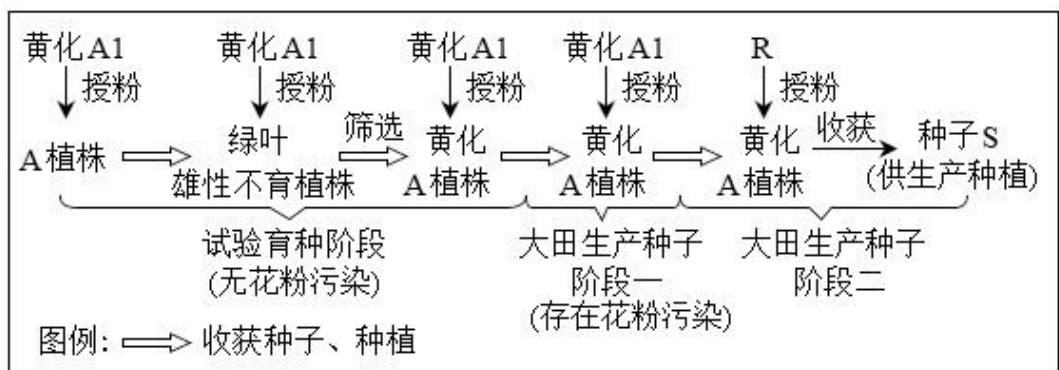 黄化A1 黄化A1 黄化A1 黄化A1 R
授粉 授粉 授粉 授粉 授粉
A植株 绿叶 雄性不育植株 筛选 黄化 A植株 黄化 A植株 黄化 A植株 收获 种子S (供生产种植)
试验育种阶段 (无花粉污染) 大田生产种子 阶段一 (存在花粉污染) 大田生产种子 阶段二
图例: 收获种子、种植